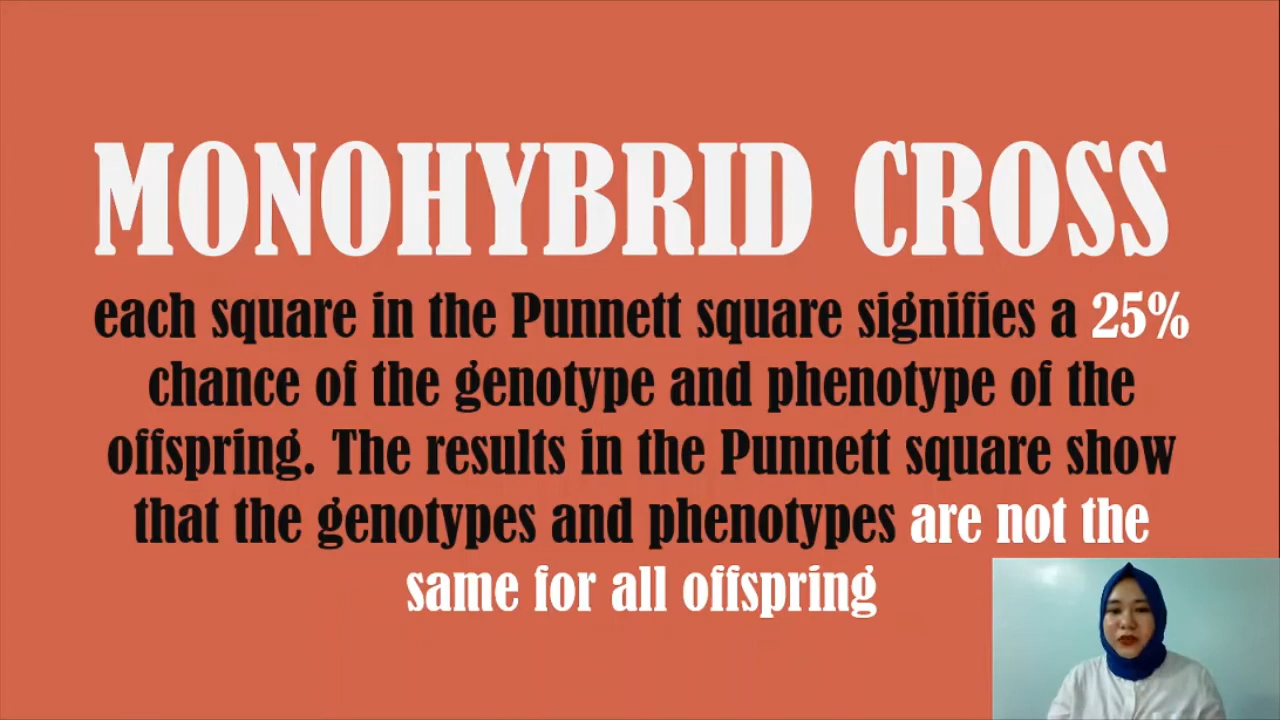 MONOHYBRID CROSS
each square in the Punnett square signifies a 25%
chance of the genotype and phenotype of the
offspring. The results in the Punnett square show
that the genotypes and phenotypes are not the
same for all offspring